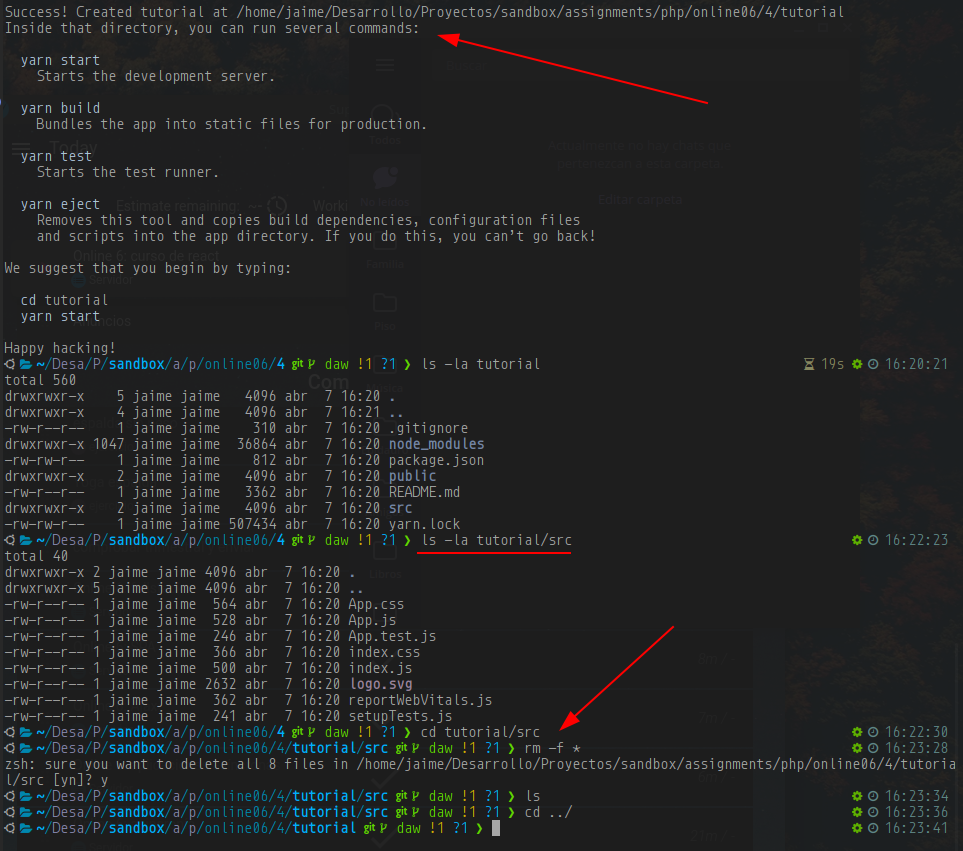 Success! Created tutorial at /home/jaime/Desarrollo/Proyectos/sandbox/assignments/php/online06/4/tutorial
Inside that directory, you can run several commands:
yarn start
Starts the development server.
yarn build
Bundles the app into static files for production.
yarn test
Starts the test runner.
yarn eject
Removes this tool and copies build dependencies, configuration files
and scripts into the app directory. If you do this, you can’t go back!
We suggest that you begin by typing:
cd tutorial
yarn start
Happy hacking!
~/Desa/P/sandbox/a/p/online06/4 git daw !1 ?1 ❯ ls -la tutorial 19s 16:20:21
total 560
drwxrwxr-x 5 jaime jaime 4096 abr 7 16:20 .
drwxrwxr-x 4 jaime jaime 4096 abr 7 16:21 ..
-rw-r--r-- 1 jaime jaime 310 abr 7 16:20 .gitignore
drwxrwxr-x 1047 jaime jaime 36864 abr 7 16:20 node_modules
-rw-rw-r-- 1 jaime jaime 812 abr 7 16:20 package.json
drwxrwxr-x 2 jaime jaime 4096 abr 7 16:20 public
-rw-r--r-- 1 jaime jaime 3362 abr 7 16:20 README.md
drwxrwxr-x 2 jaime jaime 4096 abr 7 16:20 src
-rw-rw-r-- 1 jaime jaime 507434 abr 7 16:20 yarn.lock
~/Desa/P/sandbox/a/p/online06/4 git daw !1 ?1 ❯ ls -la tutorial/src 16:22:23
total 40
drwxrwxr-x 2 jaime jaime 4096 abr 7 16:20 .
drwxrwxr-x 5 jaime jaime 4096 abr 7 16:20 ..
-rw-r--r-- 1 jaime jaime 564 abr 7 16:20 App.css
-rw-r--r-- 1 jaime jaime 528 abr 7 16:20 App.js
-rw-r--r-- 1 jaime jaime 246 abr 7 16:20 App.test.js
-rw-r--r-- 1 jaime jaime 366 abr 7 16:20 index.css
-rw-r--r-- 1 jaime jaime 500 abr 7 16:20 index.js
-rw-r--r-- 1 jaime jaime 2632 abr 7 16:20 logo.svg
-rw-r--r-- 1 jaime jaime 362 abr 7 16:20 reportWebVitals.js
-rw-r--r-- 1 jaime jaime 241 abr 7 16:20 setupTests.js
~/Desa/P/sandbox/a/p/online06/4 git daw !1 ?1 ❯ cd tutorial/src 16:22:30
~/Desa/P/sandbox/a/p/online06/4/tutorial/src git daw !1 ?1 ❯ rm -f * 16:23:28
zsh: sure you want to delete all 8 files in /home/jaime/Desarrollo/Proyectos/sandbox/assignments/php/online06/4/tutoria
l/src [yn]? y
~/Desa/P/sandbox/a/p/online06/4/tutorial/src git daw !1 ?1 ❯ ls 16:23:34
~/Desa/P/sandbox/a/p/online06/4/tutorial/src git daw !1 ?1 ❯ cd ../ 16:23:36
~/Desa/P/sandbox/a/p/online06/4/tutorial git daw !1 ?1 ❯ 16:23:41